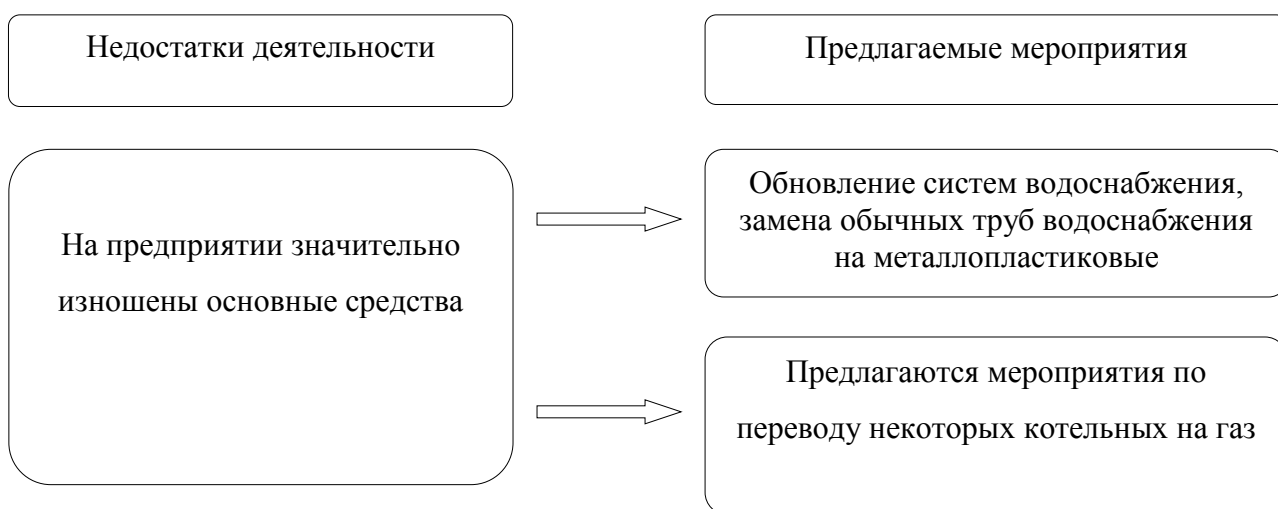 Недостатки деятельности
Предлагаемые мероприятия
На предприятии значительно
изношены основные средства
Обновление систем водоснабжения,
замена обычных труб водоснабжения
на металлопластиковые
Предлагаются мероприятия по
переводу некоторых котельных на газ